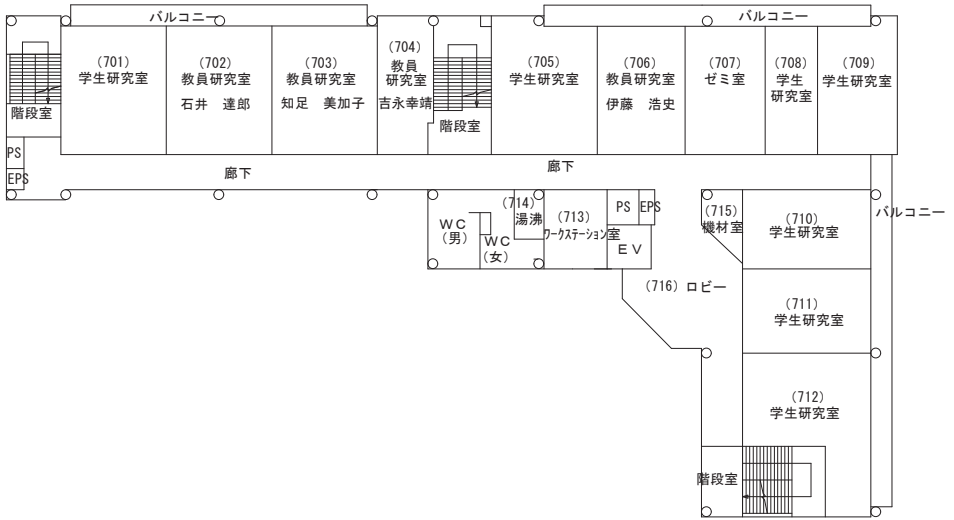 バルコニー
バルコニー
(701)
学生研究室
(702)
教員研究室
石井　達郎
(703)
教員研究室
知足　美加子
(704)
教員
研究室
吉永幸靖
(705)
学生研究室
(706)
教員研究室
伊藤　浩史
(707)
ゼミ室
(708)
学生
研究室
(709)
学生研究室
階段室
階段室
PS
EPS
廊下
廊下
バルコニー
WC
(男)
WC
(女)
(714)
湯沸
(713)
ワークステーション室
PS
EPS
EV
(715)
機材室
(710)
学生研究室
(716) ロビー
(711)
学生研究室
(712)
学生研究室
階段室